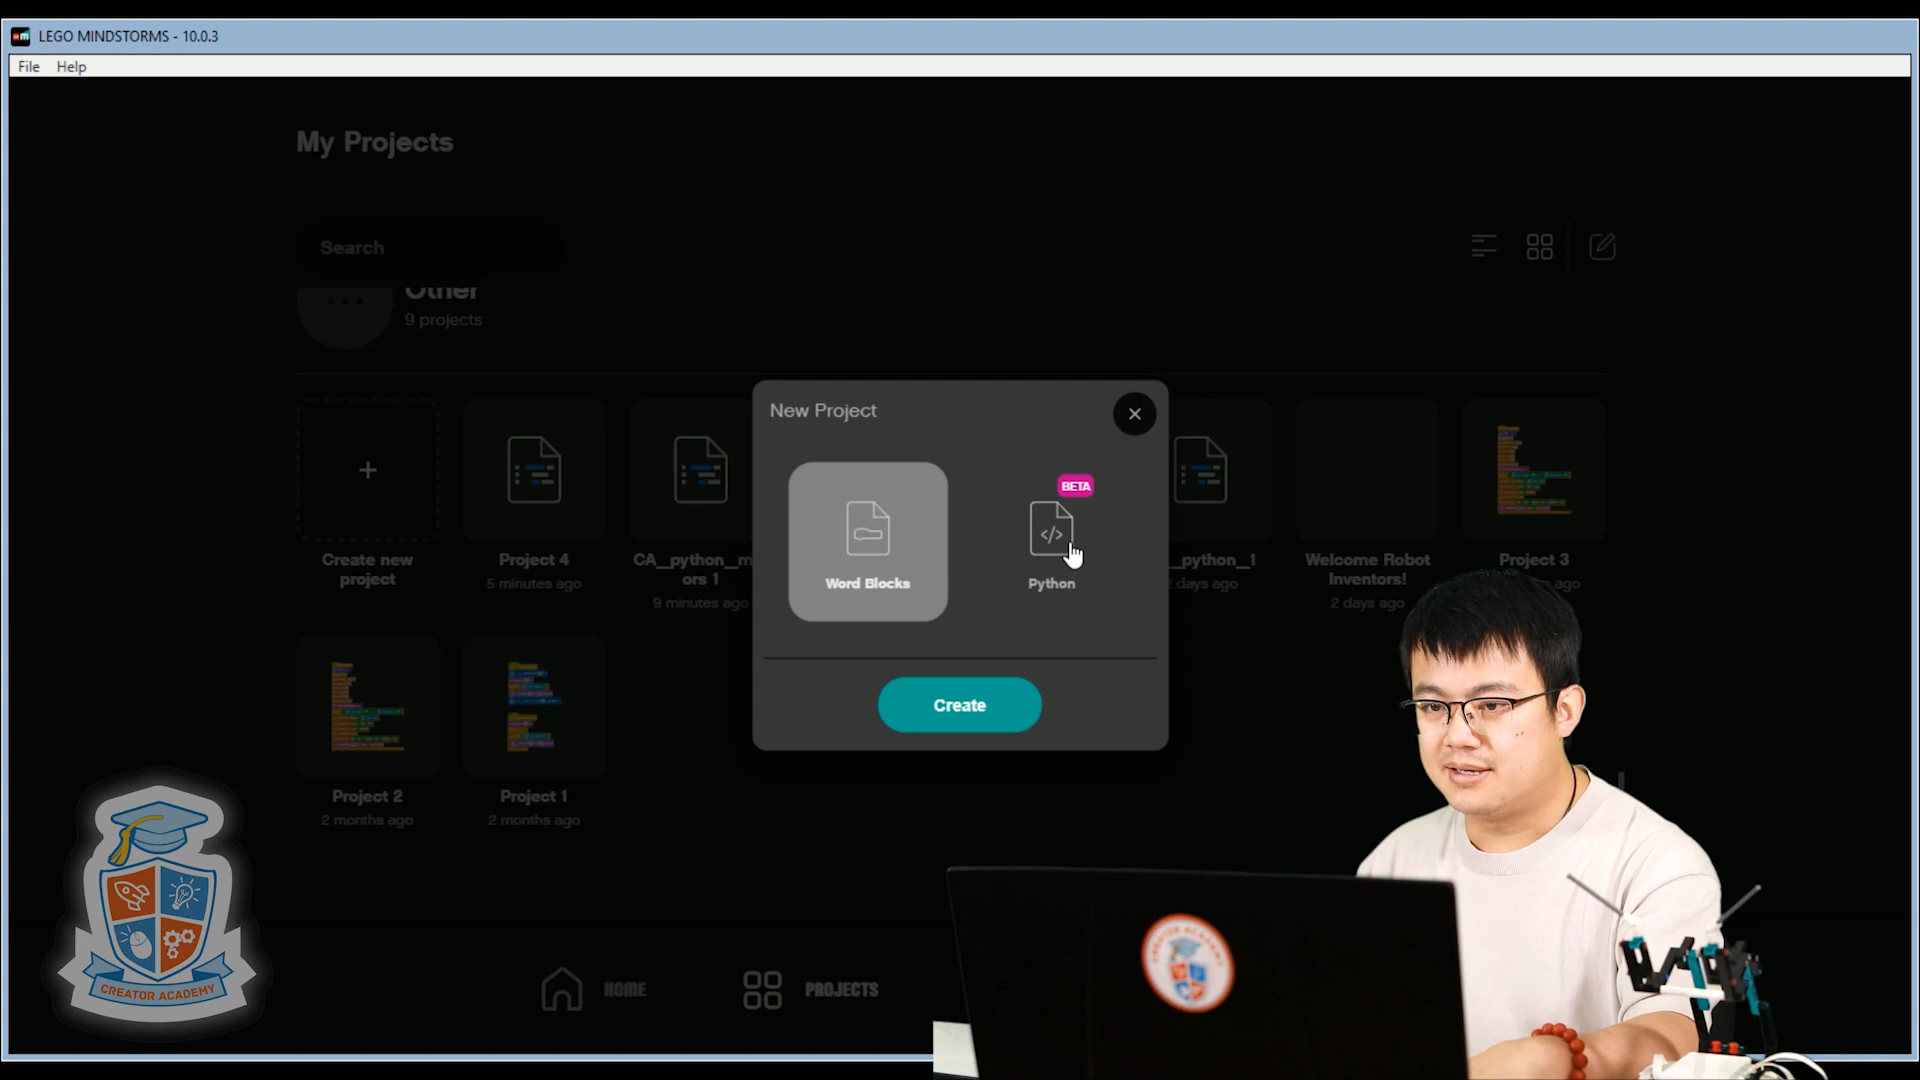 LEGO MINDSTORMS - 10.0.3
File Help
My Projects
Search
Other
9 projects
New Project
BETA
Word Blocks
Python
Create
Create new
project
Project 4
5 minutes ago
CA_python_m
ors 1
9 minutes ago
_python_1
2 days ago
Welcome Robot
Inventors!
2 days ago
Project 3
ago
Project 2
2 months ago
Project 1
2 months ago
HOME
PROJECTS
CREATOR ACADEMY
CREATOR ACADEMY